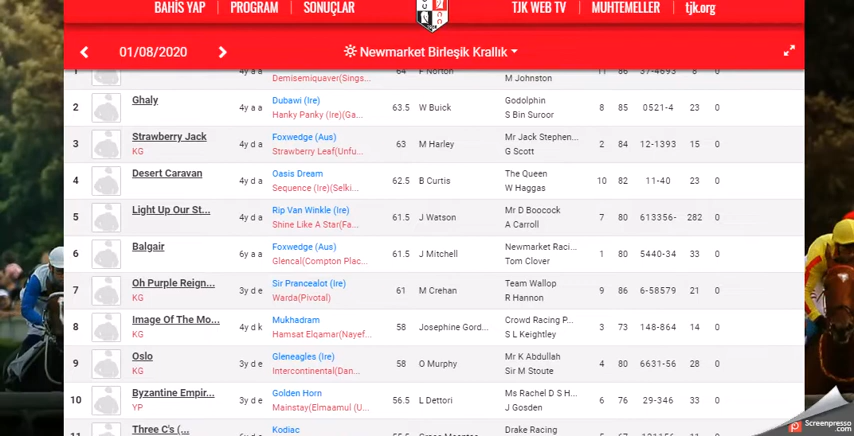 BAHİS YAP PROGRAM SONUÇLAR TJK WEB TV MUHTEMELLER tjk.org
01/08/2020 Newmarket Birleşik Krallık
1 4y a a Demisemiquaver(Sings... 64 F Norton M Johnston 11 86 37-4693 8 0
2 Ghaly 4y a a Dubawi (Ire) 63.5 W Buick Godolphin 8 85 0521-4 23 0
Hanky Panky (Ire)(Ga... S Bin Suroor
3 Strawberry Jack 4y d a Foxwedge (Aus) 63 M Harley Mr Jack Stephen... 2 84 12-1393 15 0
KG Strawberry Leaf(Unfu... G Scott
4 Desert Caravan 4y d a Oasis Dream 62.5 B Curtis The Queen 10 82 11-40 23 0
Sequence (Ire)(Selki... W Haggas
5 Light Up Our St... 4y d a Rip Van Winkle (Ire) 61.5 J Watson Mr D Boocock 7 80 613356- 282 0
Shine Like A Star(Fa... A Carroll
6 Balgair 6y a a Foxwedge (Aus) 61.5 J Mitchell Newmarket Raci... 1 80 5440-34 33 0
Glencal(Compton Plac... Tom Clover
7 Oh Purple Reign... 3y d e Sir Prancealot (Ire) 61 M Crehan Team Wallop 9 86 6-58579 21 0
KG Warda(Pivotal) R Hannon
8 Image Of The Mo... 4y d k Mukhadram 58 Josephine Gord... Crowd Racing P... 3 73 148-864 14 0
KG Hamsat Elqamar(Nayef... S L Keightley
9 Oslo 3y d e Gleneagles (Ire) 58 O Murphy Mr K Abdullah 4 80 6631-56 28 0
KG Intercontinental(Dan... Sir M Stoute
10 Byzantine Empir... 3y d e Golden Horn 56.5 L Dettori Ms Rachel D S H... 6 76 29-346 33 0
YP Mainstay(Elmaamul (U... J Gosden
Three C's (... 3y d e Kodiac Drake Racing
Screenpresso.com